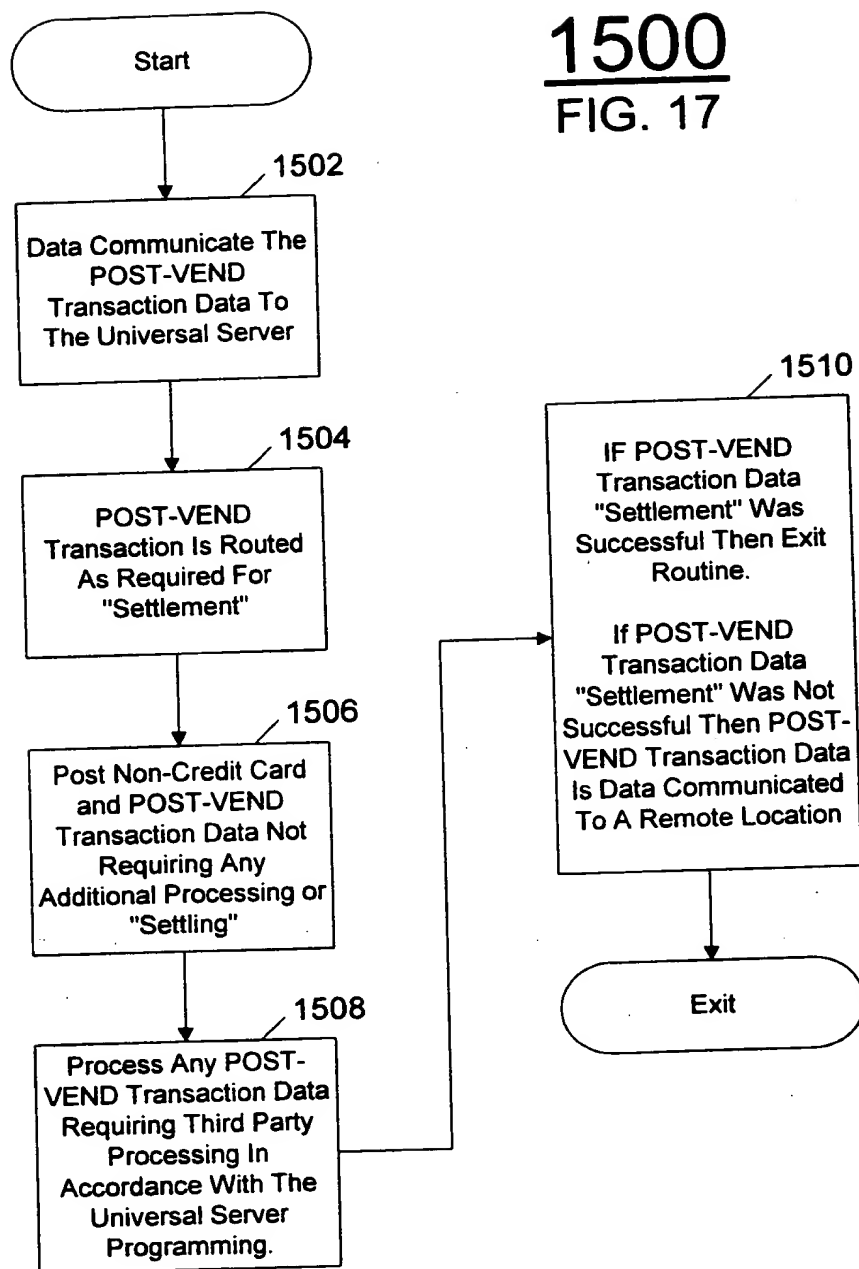 1500
FIG. 17
Start
1502
Data Communicate The
POST-VEND
Transaction Data To
The Universal Server
1504
POST-VEND
Transaction Is Routed
As Required For
"Settlement"
1506
Post Non-Credit Card
and POST-VEND
Transaction Data Not
Requiring Any
Additional Processing or
"Settling"
1508
Process Any POST-
VEND Transaction Data
Requiring Third Party
Processing In
Accordance With The
Universal Server
Programming.
1510
IF POST-VEND
Transaction Data
"Settlement" Was
Successful Then Exit
Routine.
If POST-VEND
Transaction Data
"Settlement" Was Not
Successful Then POST-
VEND Transaction Data
Is Data Communicated
To A Remote Location
Exit